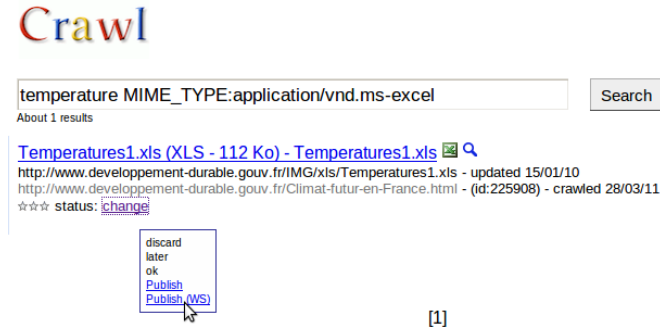 Crawl
temperature MIME_TYPE:application/vnd.ms-excel
Search
About 1 results
Temperatures1.xls (XLS - 112 Ko) - Temperatures1.xls
http://www.developpement-durable.gouv.fr/IMG/xls/Temperatures1.xls - updated 15/01/10
http://www.developpement-durable.gouv.fr/Climat-futur-en-France.html - (id:225908) - crawled 28/03/11
☆☆☆ status: change
discard
later
ok
Publish
Publish (WS)
[1]